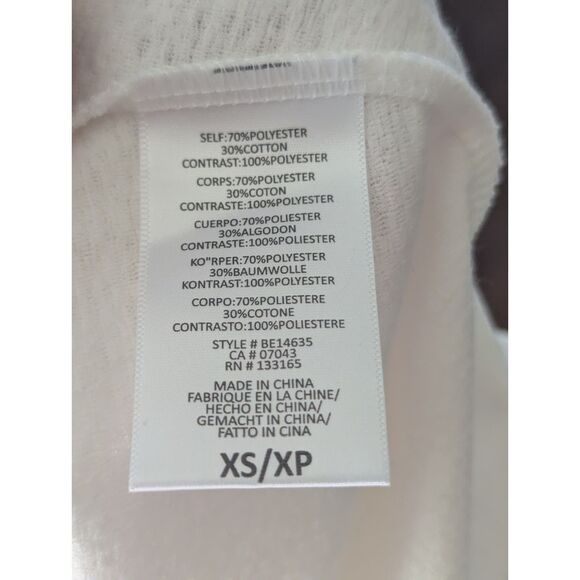 SELF:70%POLYESTER
30%COTTON
CONTRAST:100%POLYESTER
CORPS:70%POLYESTER
30%COTON
CONTRASTE:100%POLYESTER
CUERPO:70%POLIESTER
30%ALGODON
CONTRASTE:100%POLIESTER
KO"RPER:70%POLYESTER
30%BAUMWOLLE
KONTRAST:100%POLYESTER
CORPO:70%POLIESTERE
30%COTONE
CONTRASTO:100%POLIESTERE
STYLE # BE14635
CA # 07043
RN # 133165
MADE IN CHINA
FABRIQUE EN LA CHINE/
HECHO EN CHINA/
GEMACHT IN CHINA/
FATTO IN CINA
XS/XP